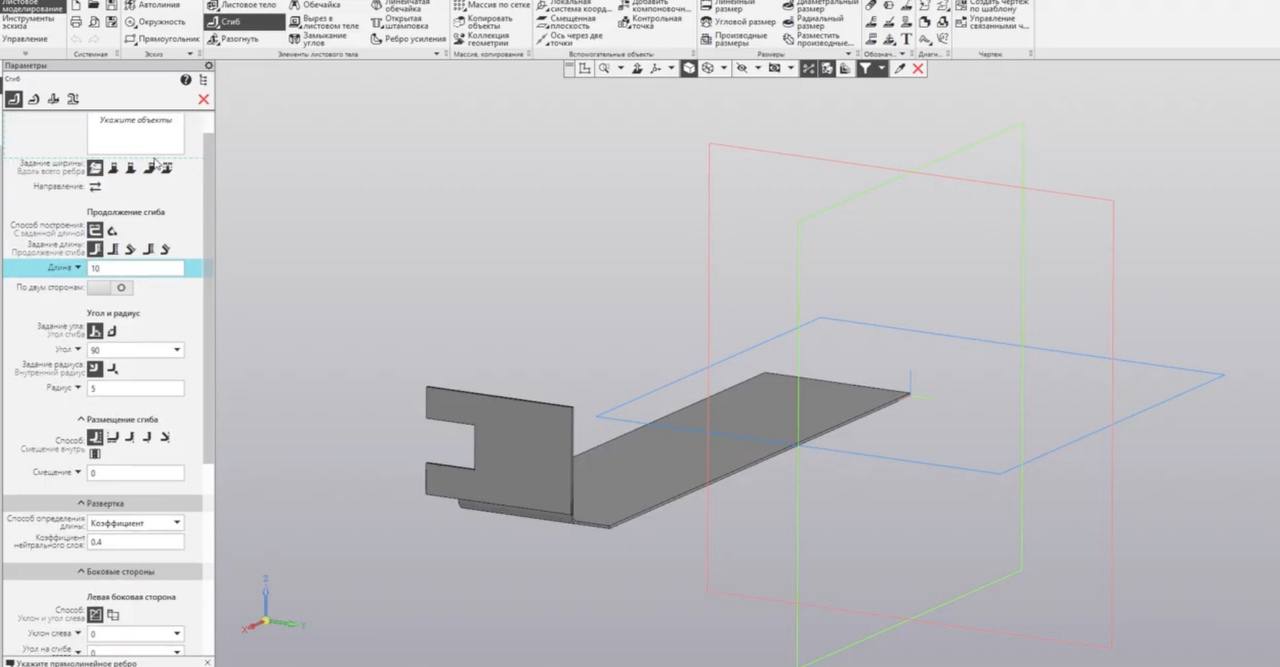 Листовое
моделирование
Инструменты
эскиза
Управление
Системная
Автолиния
Окружность
Прямоугольник
Эскиз
Листовое тело
Сгиб
Разогнуть
Обечайка
Вырез в
листовом теле
Замыкание
углов
Линейчатая
обечайка
Открытая
штамповка
Ребро усиления
Элементы листового тела
Массив по сетке
Копировать
объекты
Коллекция
геометрии
Массив, копирование
Локальная
система коорд...
Смещенная
плоскость
Ось через две
точки
Добавить
компоновочн...
Контрольная
точка
Вспомогательные объекты
Линейный
размер
Угловой размер
Производные
размеры
Диаметральный
размер
Радиальный
размер
Разместить
производные...
Размеры
Обознач...
Диагн...
Создать чертеж
по шаблону
Управление
связанными ч...
Чертеж
Параметры
Сгиб
Укажите объекты
Задание ширины:
Вдоль всего ребра
Направление:
Продолжение сгиба
Способ построения:
С заданной длиной
Задание длины:
Продолжение сгиба
Длина
10
По двум сторонам:
Угол и радиус
Задание угла:
Угол сгиба
Угол
90
Задание радиуса:
Внутренний радиус
Радиус
5
Размещение сгиба
Способ:
Смещение внутрь
Смещение
0
Развертка
Способ определения
длины:
Коэффициент
Коэффициент
нейтрального слоя:
0.4
Боковые стороны
Левая боковая сторона
Способ:
Уклон и угол слева
Уклон слева
0
Угол на сгибе
0
Укажите прямолинейное ребро
Z
X
Y